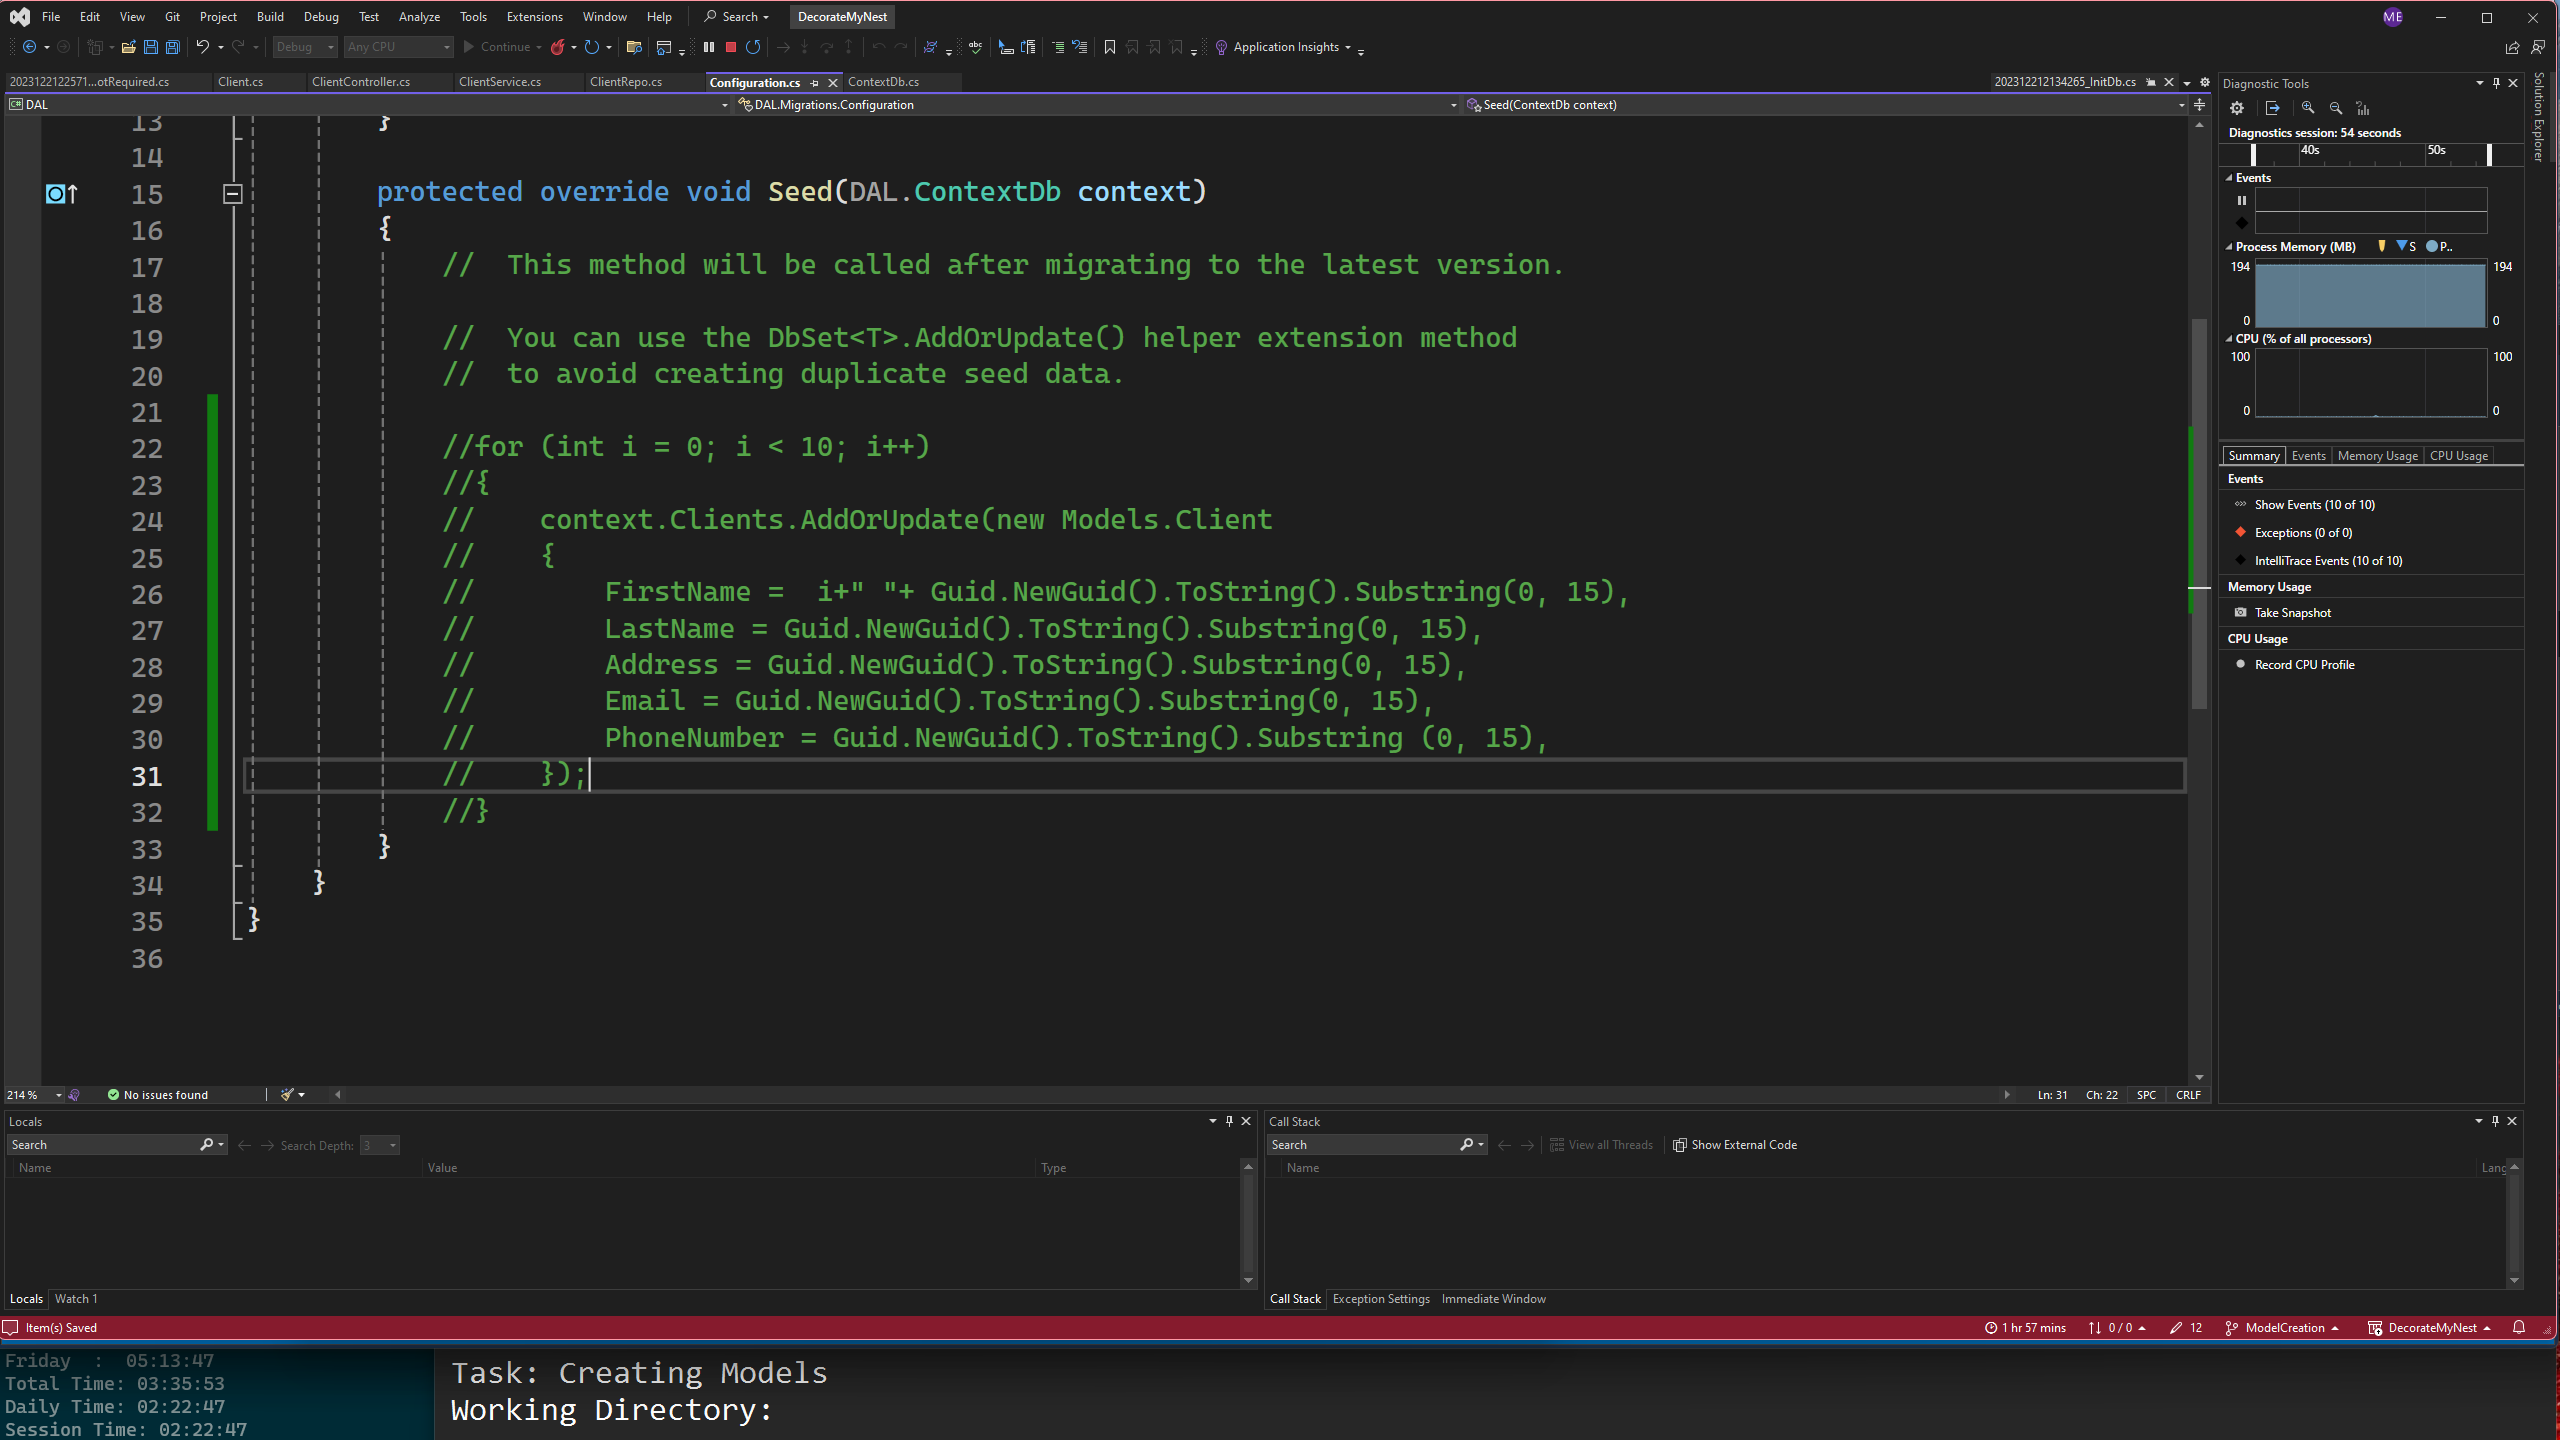 File Edit View Git Project Build Debug Test Analyze Tools Extensions Window Help Search DecorateMyNest ME
Debug Any CPU Continue Application Insights
2023122122571...otRequired.cs Client.cs ClientController.cs ClientService.cs ClientRepo.cs Configuration.cs ContextDb.cs 202312212134265_InitDb.cs
DAL DAL.Migrations.Configuration Seed(ContextDb context)
13 }
14
15 protected override void Seed(DAL.ContextDb context)
16 {
17 //  This method will be called after migrating to the latest version.
18
19 //  You can use the DbSet<T>.AddOrUpdate() helper extension method
20 //  to avoid creating duplicate seed data.
21
22 //for (int i = 0; i < 10; i++)
23 //{
24 //    context.Clients.AddOrUpdate(new Models.Client
25 //    {
26 //        FirstName =  i+" "+ Guid.NewGuid().ToString().Substring(0, 15),
27 //        LastName = Guid.NewGuid().ToString().Substring(0, 15),
28 //        Address = Guid.NewGuid().ToString().Substring(0, 15),
29 //        Email = Guid.NewGuid().ToString().Substring(0, 15),
30 //        PhoneNumber = Guid.NewGuid().ToString().Substring (0, 15),
31 //    });
32 //}
33 }
34 }
35 }
36
214 % No issues found Ln: 31 Ch: 22 SPC CRLF
Diagnostic Tools
Diagnostics session: 54 seconds
40s 50s
Events
Process Memory (MB) S P..
194 194
0 0
CPU (% of all processors)
100 100
0 0
Summary Events Memory Usage CPU Usage
Events
Show Events (10 of 10)
Exceptions (0 of 0)
IntelliTrace Events (10 of 10)
Memory Usage
Take Snapshot
CPU Usage
Record CPU Profile
Solution Explorer
Locals
Search Search Depth: 3
Name Value Type
Locals Watch 1
Call Stack
Search View all Threads Show External Code
Name Lang
Call Stack Exception Settings Immediate Window
Item(s) Saved 1 hr 57 mins 0 / 0 12 ModelCreation DecorateMyNest
Friday  :  05:13:47
Total Time: 03:35:53
Daily Time: 02:22:47
Session Time: 02:22:47
Task: Creating Models
Working Directory: